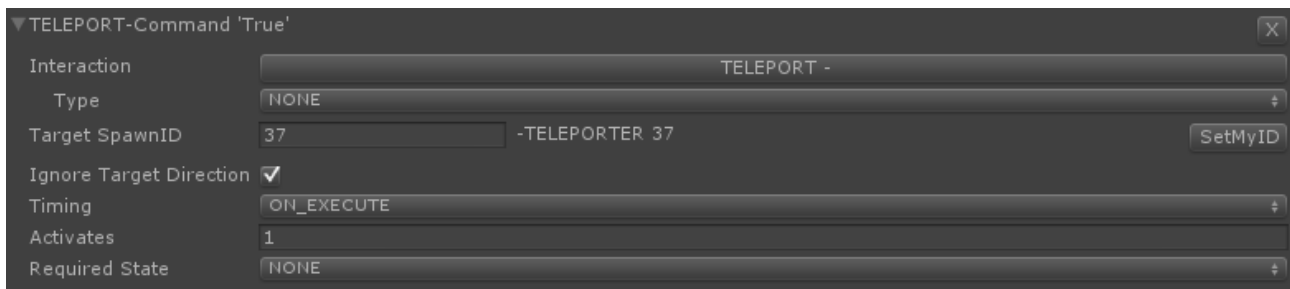 TELEPORT-Command 'True'
X
Interaction TELEPORT -
Type NONE
Target SpawnID 37 -TELEPORTER 37 SetMyID
Ignore Target Direction
Timing ON_EXECUTE
Activates 1
Required State NONE